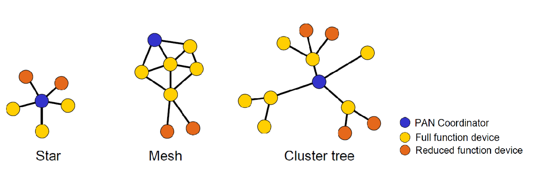 PAN Coordinator
Full function device
Reduced function device
Star
Mesh
Cluster tree